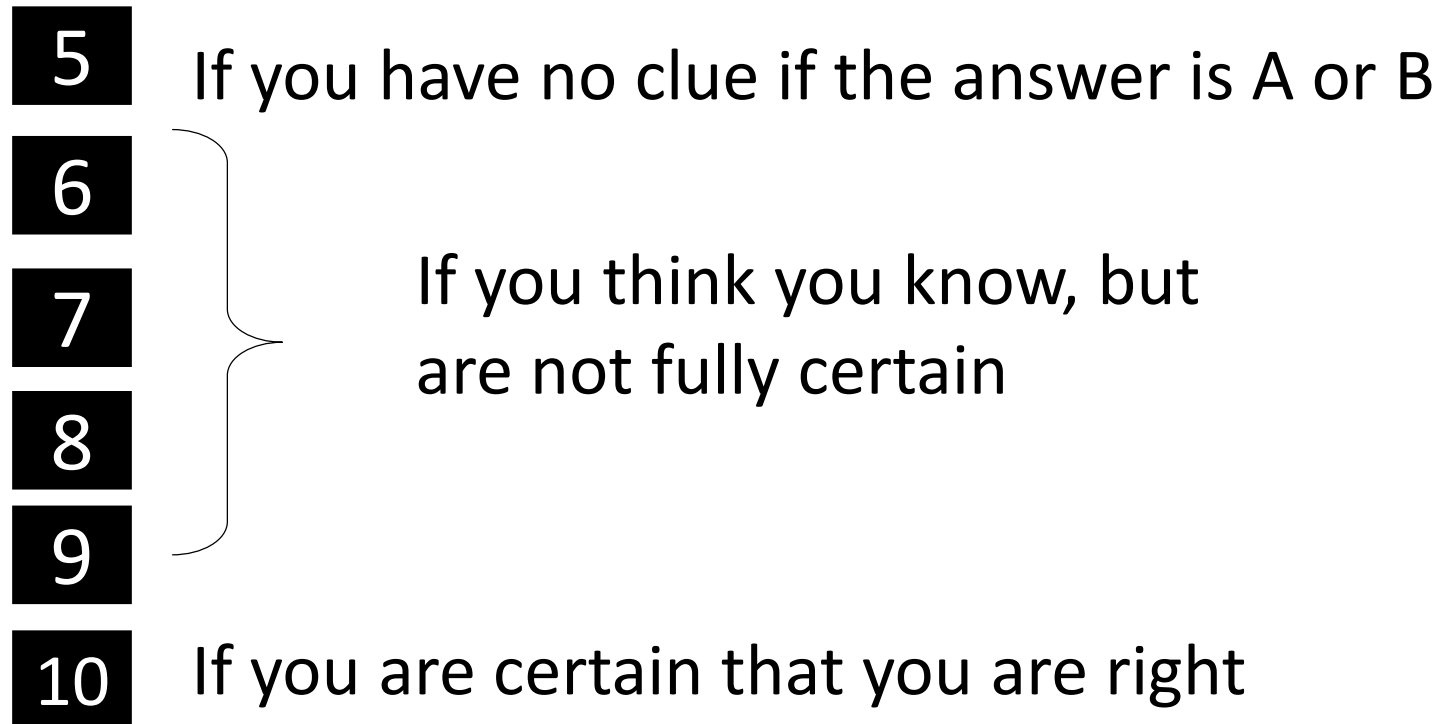 5 If you have no clue if the answer is A or B
6
7
8
9
If you think you know, but
are not fully certain
10 If you are certain that you are right